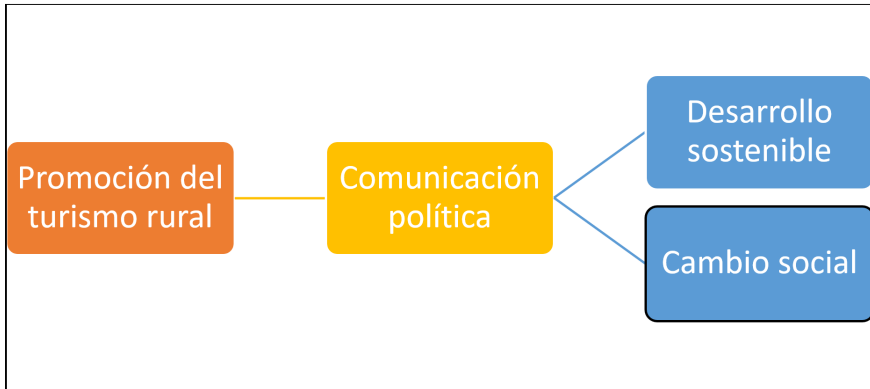 Promoción del
turismo rural
Comunicación
política
Desarrollo
sostenible
Cambio social